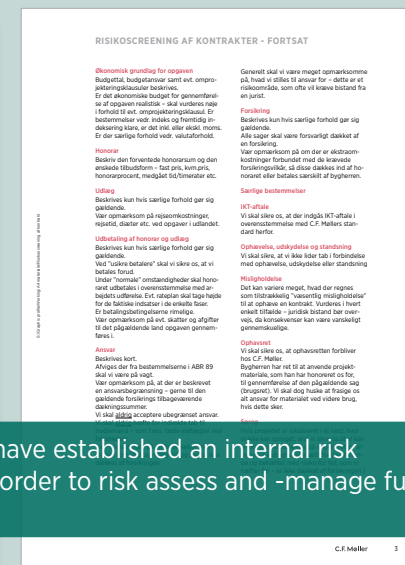 RISIKOSCREENING AF KONTRAKTER - FORTSAT
Økonomisk grundlag for opgaven
Budgettal, budgetansvar samt evt. ompro-
jekteringsklausuler beskrives.
Er det økonomiske budget for gennemførel-
se af opgaven realistisk – skal vurderes nøje
i forhold til evt. omprojekteringsklausul. Er
bestemmelser vedr. indeks og fremtidig in-
deksering klare, er det inkl. eller ekskl. moms.
Er der særlige forhold vedr. valutaforhold.
Honorar
Beskriv den forventede honorarsum og den
ønskede tilbudsform – fast pris, kvm.pris,
honorarprocent, medgået tid/timerater etc.
Udlæg
Beskrives kun hvis særlige forhold gør sig
gældende.
Vær opmærksom på rejseomkostninger,
rejsetid, diæter etc. ved opgaver i udlandet.
Udbetaling af honorar og udlæg
Beskrives kun hvis særlige forhold gør sig
gældende.
Ved "usikre betalere" skal vi sikre os, at vi
betales forud.
Under "normale" omstændigheder skal hono-
raret udbetales i overensstemmelse med ar-
bejdets udførelse. Evt. rateplan skal tage højde
for de faktiske indsatser i de enkelte faser.
Er betalingsbetingelserne rimelige.
Vær opmærksom på evt. skatter og afgifter
til det pågældende land opgaven gennem-
føres i.
Ansvar
Beskrives kort.
Afviges der fra bestemmelserne i ABR 89
skal vi være på vagt.
Vær opmærksom på, at der er beskrevet
en ansvarsbegrænsning – gerne til den
gældende forsikrings tilbageværende
dækningssummer.
Vi skal aldrig acceptere ubegrænset ansvar.
Generelt skal vi være meget opmærksomme
på, hvad vi stilles til ansvar for – dette er et
risikoområde, som ofte vil kræve bistand fra
en jurist.
Forsikring
Beskrives kun hvis særlige forhold gør sig
gældende.
Alle sager skal være forsvarligt dækket af
en forsikring.
Vær opmærksom på om der er ekstraom-
kostninger forbundet med de krævede
forsikringsvilkår, så disse dækkes ind af ho-
noraret eller betales særskilt af bygherren.
Særlige bestemmelser
IKT-aftale
Vi skal sikre os, at der indgås IKT-aftale i
overensstemmelse med C.F. Møllers stan-
dard herfor.
Ophævelse, udskydelse og standsning
Vi skal sikre, at vi ikke lider tab i forbindelse
med ophævelse, udskydelse eller standsning
Misligholdelse
Det kan variere meget, hvad der regnes
som tilstrækkelig "væsentlig misligholdelse"
til at ophæve en kontrakt. Vurderes i hvert
enkelt tilfælde – juridisk bistand bør over-
vejs, da konsekvenser kan være vanskeligt
gennemskuelige.
Ophavsret
Vi skal sikre os, at ophavsretten forbliver
hos C.F. Møller.
Bygherren har ret til at anvende projekt-
materiale, som han har honoreret os for,
til gennemførelse af den pågældende sag
(brugsret). Vi skal dog huske at frasige os
alt ansvar for materialet ved videre brug,
hvis dette sker.
have established an internal risk
order to risk assess and -manage fu
C.F. Møller 3